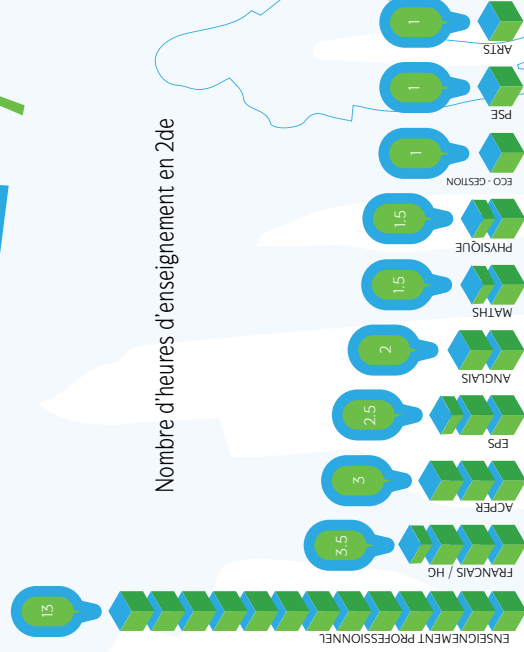 Nombre d'heures d'enseignement en 2de
13
ENSEIGNEMENT PROFESSIONNEL
3.5
FRANCAIS / HG
3
ACPER
2.5
EPS
2
ANGLAIS
1.5
MATHS
1.5
PHYSIQUE
1
ECO - GESTION
1
PSE
1
ARTS